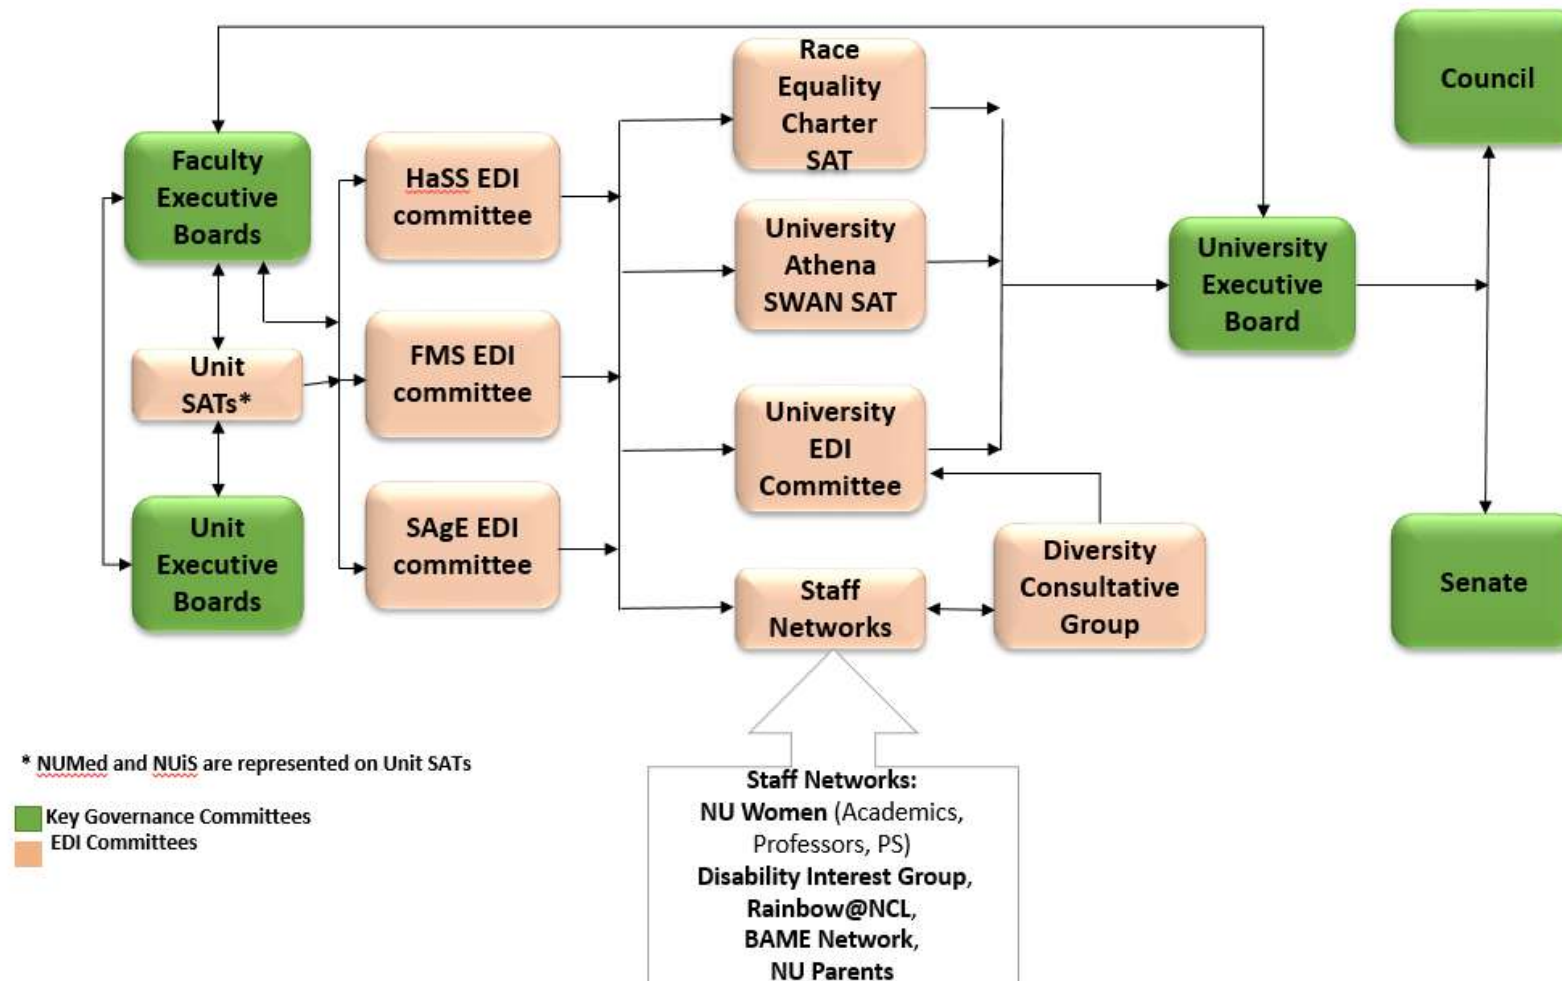 Race
Equality
Charter
SAT
Council
Faculty
Executive
Boards
HaSS EDI
committee
University
Athena
SWAN SAT
University
Executive
Board
Unit
SATs*
FMS EDI
committee
University
EDI
Committee
Unit
Executive
Boards
SAgE EDI
committee
Staff
Networks
Diversity
Consultative
Group
Senate
* NUMed and NUiS are represented on Unit SATs
Key Governance Committees
EDI Committees
Staff Networks:
NU Women (Academics,
Professors, PS)
Disability Interest Group,
Rainbow@NCL,
BAME Network,
NU Parents